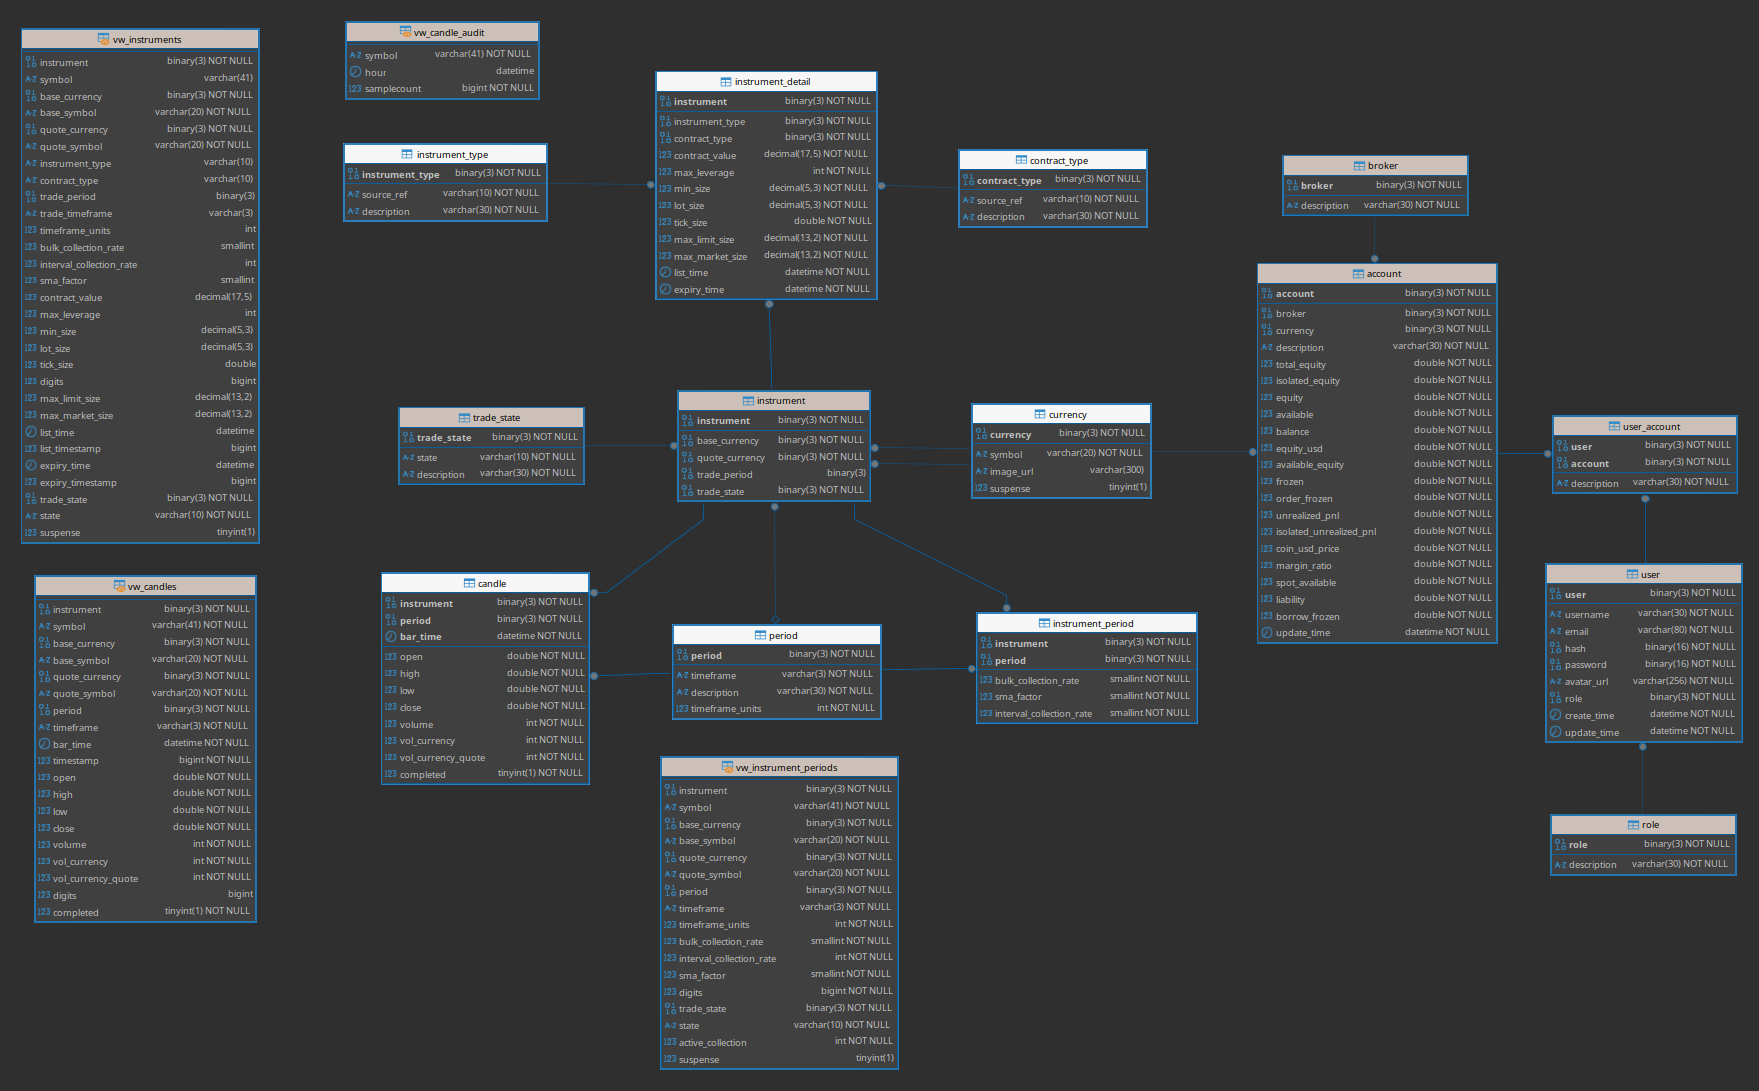 vw_instruments
instrument binary(3) NOT NULL
symbol varchar(41)
base_currency binary(3) NOT NULL
base_symbol varchar(20) NOT NULL
quote_currency binary(3) NOT NULL
quote_symbol varchar(20) NOT NULL
instrument_type varchar(10)
contract_type varchar(10)
trade_period binary(3)
trade_timeframe varchar(3)
timeframe_units int
bulk_collection_rate smallint
interval_collection_rate int
sma_factor smallint
contract_value decimal(17,5)
max_leverage int
min_size decimal(5,3)
lot_size decimal(5,3)
tick_size double
digits bigint
max_limit_size decimal(13,2)
max_market_size decimal(13,2)
list_time datetime
list_timestamp bigint
expiry_time datetime
expiry_timestamp bigint
trade_state binary(3) NOT NULL
state varchar(10) NOT NULL
suspense tinyint(1)
vw_candles
instrument binary(3) NOT NULL
symbol varchar(41) NOT NULL
base_currency binary(3) NOT NULL
base_symbol varchar(20) NOT NULL
quote_currency binary(3) NOT NULL
quote_symbol varchar(20) NOT NULL
period binary(3) NOT NULL
timeframe varchar(3) NOT NULL
bar_time datetime NOT NULL
timestamp bigint NOT NULL
open double NOT NULL
high double NOT NULL
low double NOT NULL
close double NOT NULL
volume int NOT NULL
vol_currency int NOT NULL
vol_currency_quote int NOT NULL
digits bigint
completed tinyint(1) NOT NULL
vw_candle_audit
symbol varchar(41) NOT NULL
hour datetime
samplecount bigint NOT NULL
instrument_type
instrument_type binary(3) NOT NULL
source_ref varchar(10) NOT NULL
description varchar(30) NOT NULL
instrument_detail
instrument binary(3) NOT NULL
instrument_type binary(3) NOT NULL
contract_type binary(3) NOT NULL
contract_value decimal(17,5) NOT NULL
max_leverage int NOT NULL
min_size decimal(5,3) NOT NULL
lot_size decimal(5,3) NOT NULL
tick_size double NOT NULL
max_limit_size decimal(13,2) NOT NULL
max_market_size decimal(13,2) NOT NULL
list_time datetime NOT NULL
expiry_time datetime NOT NULL
contract_type
contract_type binary(3) NOT NULL
source_ref varchar(10) NOT NULL
description varchar(30) NOT NULL
broker
broker binary(3) NOT NULL
description varchar(30) NOT NULL
trade_state
trade_state binary(3) NOT NULL
state varchar(10) NOT NULL
description varchar(30) NOT NULL
instrument
instrument binary(3) NOT NULL
base_currency binary(3) NOT NULL
quote_currency binary(3) NOT NULL
trade_period binary(3)
trade_state binary(3) NOT NULL
currency
currency binary(3) NOT NULL
symbol varchar(20) NOT NULL
image_url varchar(300)
suspense tinyint(1)
account
account binary(3) NOT NULL
broker binary(3) NOT NULL
currency binary(3) NOT NULL
description varchar(30) NOT NULL
total_equity double NOT NULL
isolated_equity double NOT NULL
equity double NOT NULL
available double NOT NULL
balance double NOT NULL
equity_usd double NOT NULL
available_equity double NOT NULL
frozen double NOT NULL
order_frozen double NOT NULL
unrealized_pnl double NOT NULL
isolated_unrealized_pnl double NOT NULL
coin_usd_price double NOT NULL
margin_ratio double NOT NULL
spot_available double NOT NULL
liability double NOT NULL
borrow_frozen double NOT NULL
update_time datetime NOT NULL
user_account
user binary(3) NOT NULL
account binary(3) NOT NULL
description varchar(30) NOT NULL
candle
instrument binary(3) NOT NULL
period binary(3) NOT NULL
bar_time datetime NOT NULL
open double NOT NULL
high double NOT NULL
low double NOT NULL
close double NOT NULL
volume int NOT NULL
vol_currency int NOT NULL
vol_currency_quote int NOT NULL
completed tinyint(1) NOT NULL
period
period binary(3) NOT NULL
timeframe varchar(3) NOT NULL
description varchar(30) NOT NULL
timeframe_units int NOT NULL
instrument_period
instrument binary(3) NOT NULL
period binary(3) NOT NULL
bulk_collection_rate smallint NOT NULL
sma_factor smallint NOT NULL
interval_collection_rate smallint NOT NULL
user
user binary(3) NOT NULL
username varchar(30) NOT NULL
email varchar(80) NOT NULL
hash binary(16) NOT NULL
password binary(16) NOT NULL
avatar_url varchar(256) NOT NULL
role binary(3) NOT NULL
create_time datetime NOT NULL
update_time datetime NOT NULL
vw_instrument_periods
instrument binary(3) NOT NULL
symbol varchar(41) NOT NULL
base_currency binary(3) NOT NULL
base_symbol varchar(20) NOT NULL
quote_currency binary(3) NOT NULL
quote_symbol varchar(20) NOT NULL
period binary(3) NOT NULL
timeframe varchar(3) NOT NULL
timeframe_units int NOT NULL
bulk_collection_rate smallint NOT NULL
interval_collection_rate int NOT NULL
sma_factor smallint NOT NULL
digits bigint NOT NULL
trade_state binary(3) NOT NULL
state varchar(10) NOT NULL
active_collection int NOT NULL
suspense tinyint(1)
role
role binary(3) NOT NULL
description varchar(30) NOT NULL